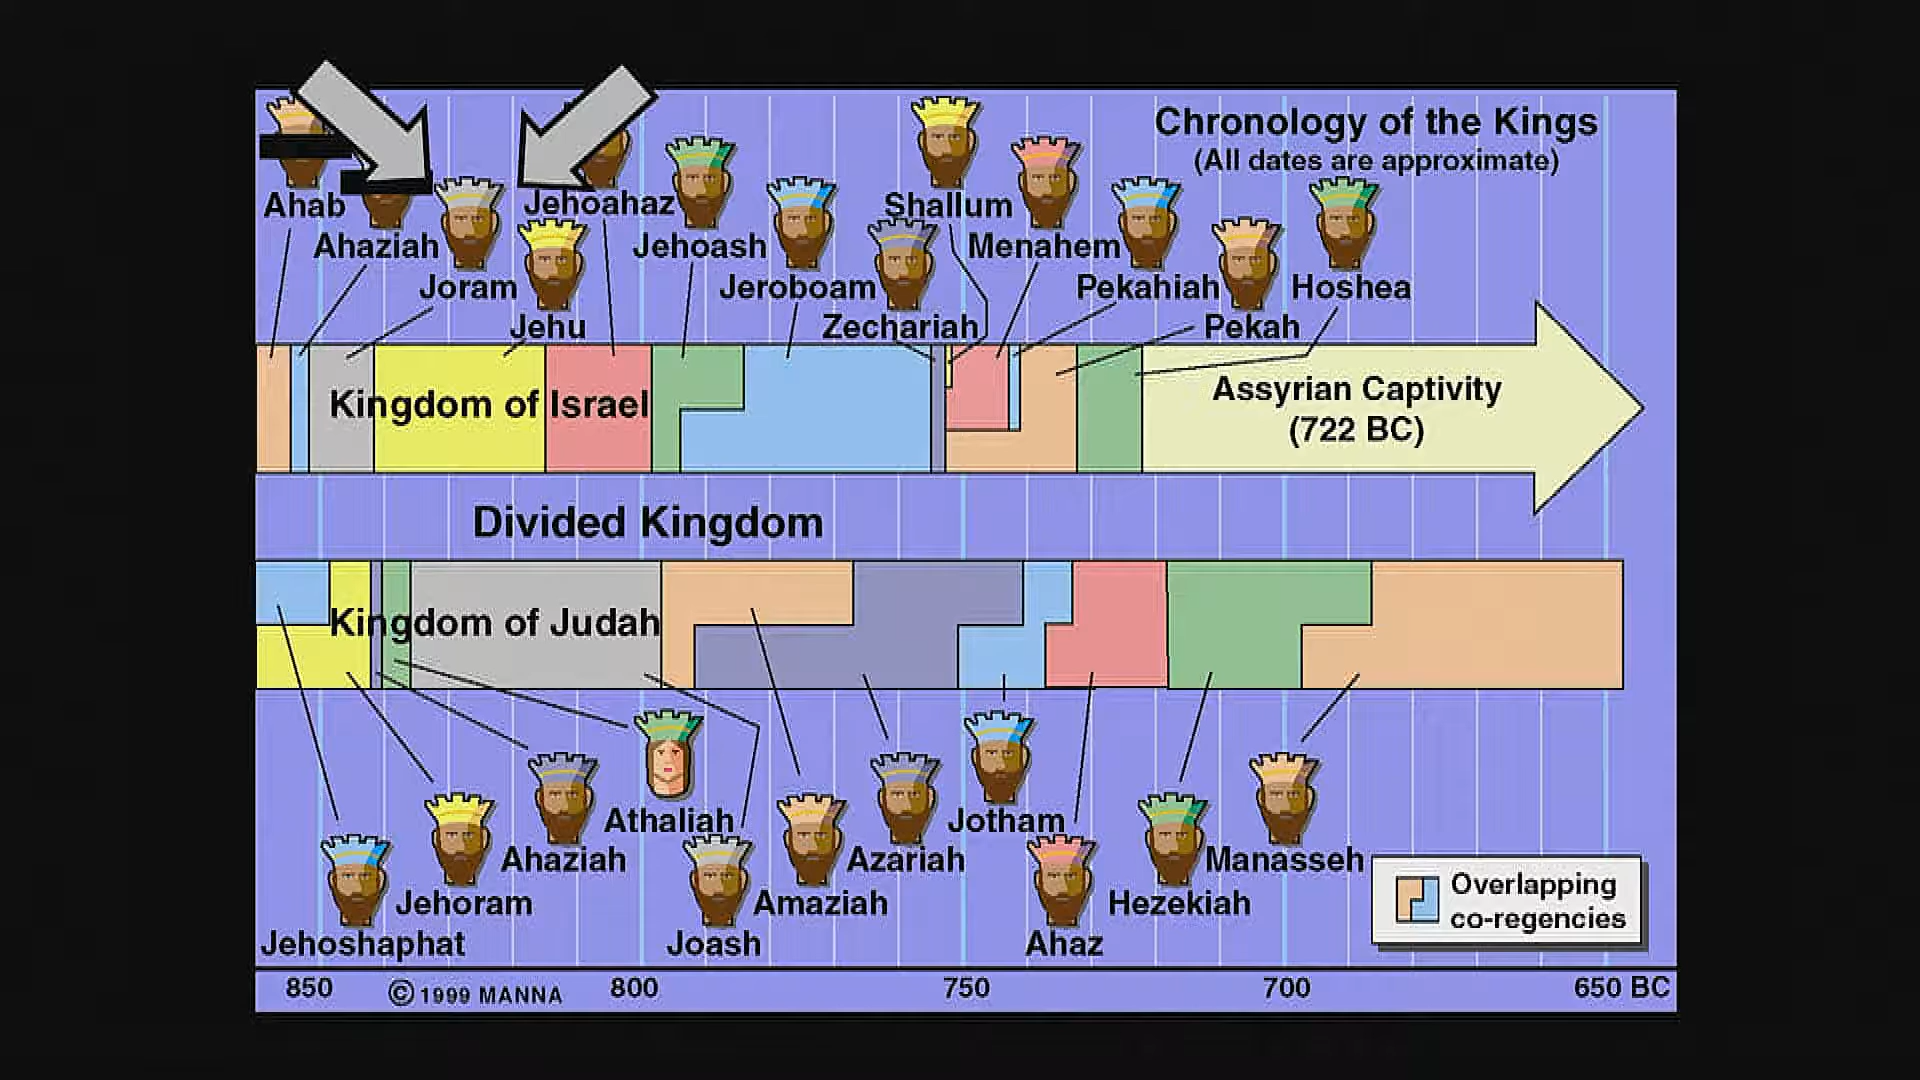 Chronology of the Kings
(All dates are approximate)
Ahab
Ahaziah
Joram
Jehu
Jehoahaz
Jehoash
Jeroboam
Zechariah
Shallum
Menahem
Pekahiah
Pekah
Hoshea
Kingdom of Israel
Assyrian Captivity
(722 BC)
Divided Kingdom
Kingdom of Judah
Jehoshaphat
Jehoram
Ahaziah
Athaliah
Joash
Amaziah
Azariah
Jotham
Ahaz
Hezekiah
Manasseh
Overlapping
co-regencies
850 © 1999 MANNA 800 750 700 650 BC